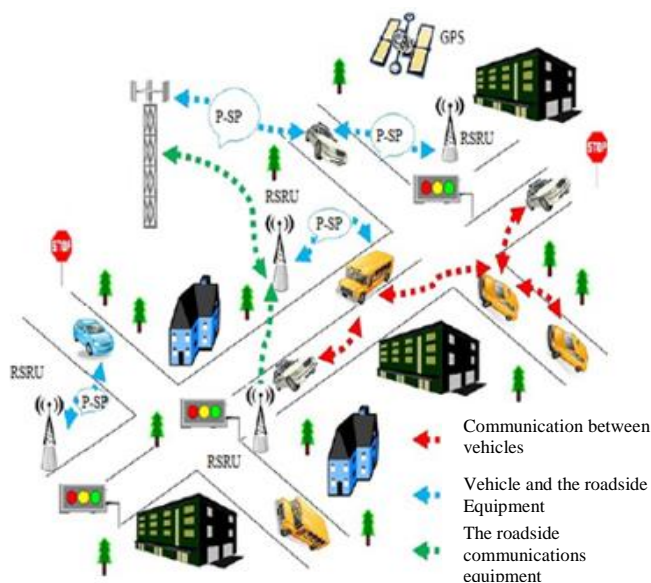 GPS
P-SP
P-SP
RSRU
STOP
RSRU
P-SP
STOP
RSRU
P-SP
RSRU
Communication between
vehicles
Vehicle and the roadside
Equipment
The roadside
communications
equipment